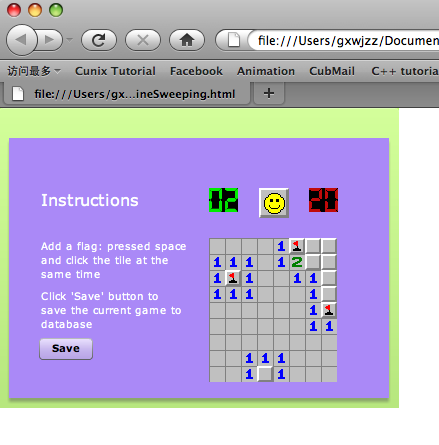 file:///Users/gxwjzz/Documen
访问最多 Cunix Tutorial Facebook Animation CubMail C++ tutoria
file:///Users/gx...ineSweeping.html
Instructions
02 20
Add a flag: pressed space
and click the tile at the
same time
Click 'Save' button to
save the current game to
database
Save
1
1 1 1 1 2
1 1 1
1 1 1 1
1
1 1
1 1 1
1 1